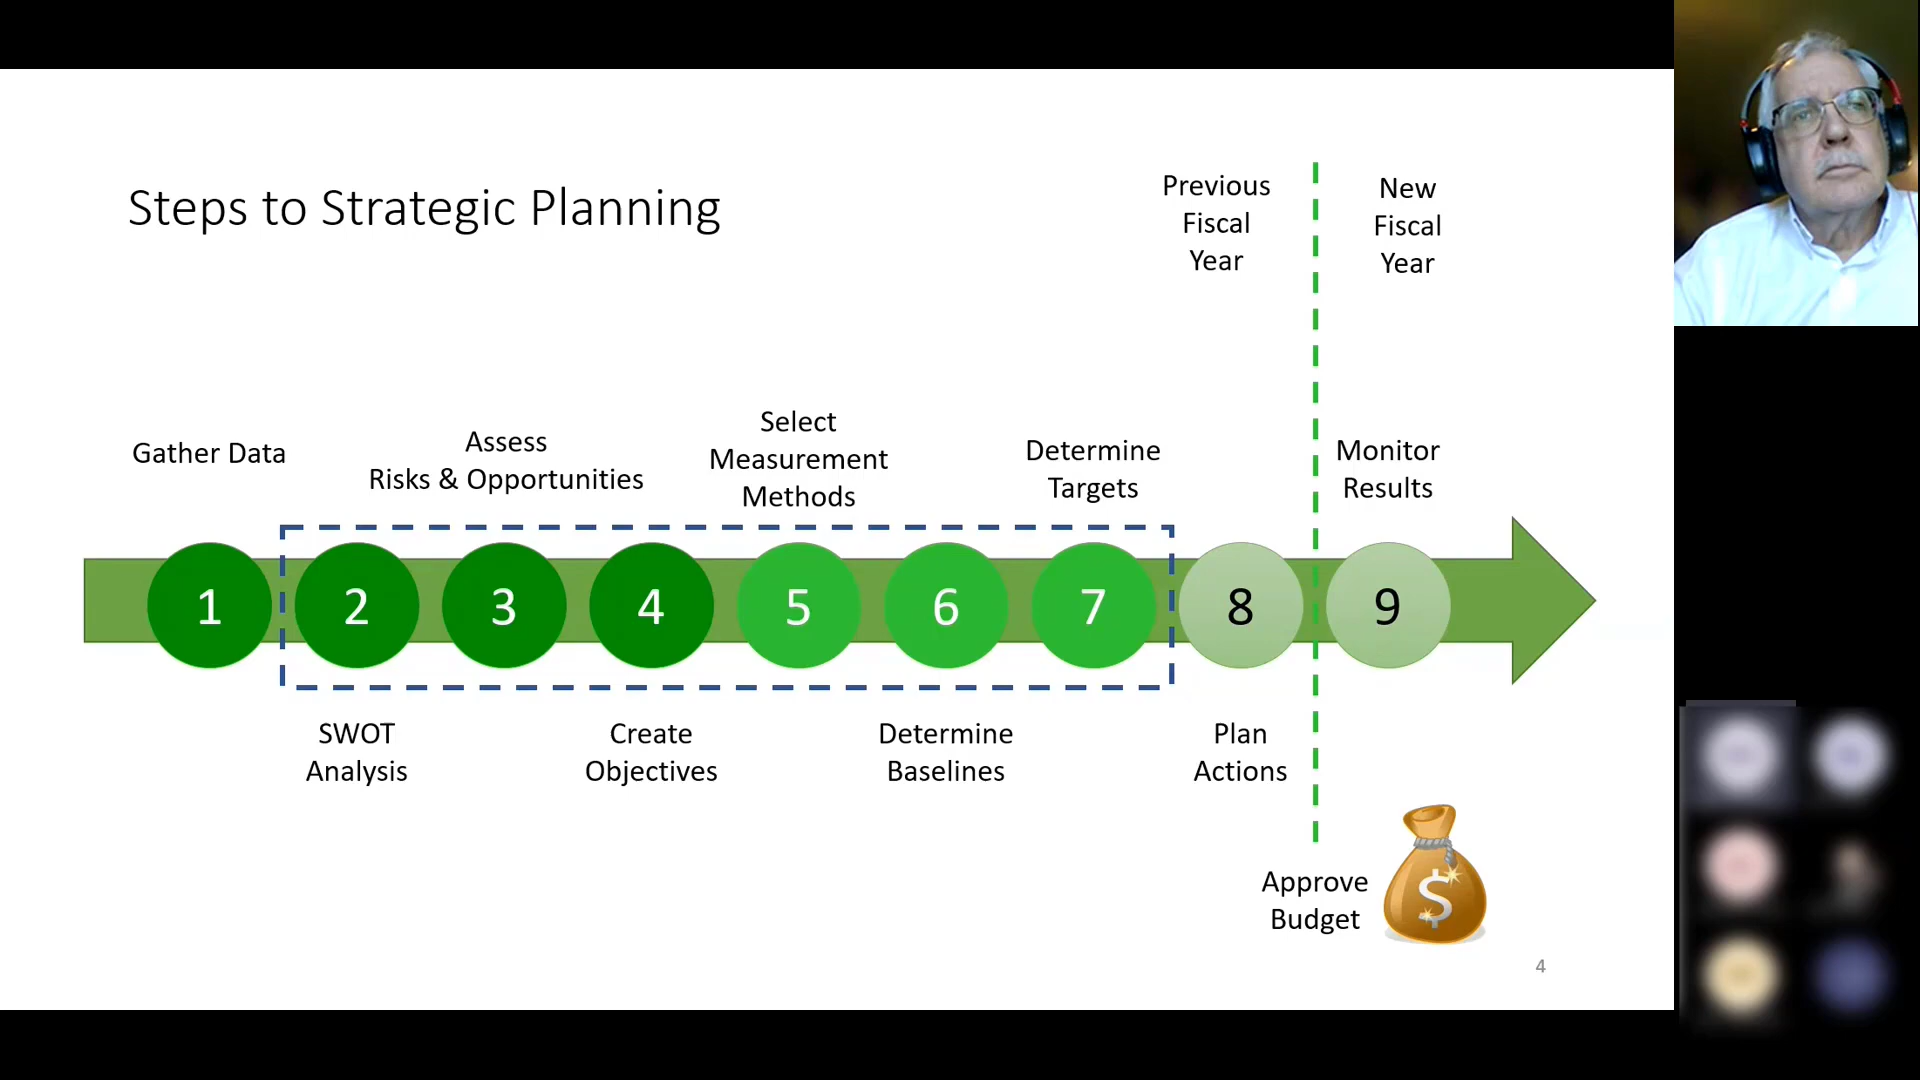 Steps to Strategic Planning
Previous
Fiscal
Year
New
Fiscal
Year
Gather Data
Assess
Risks & Opportunities
Select
Measurement
Methods
Determine
Targets
Monitor
Results
1
2
3
4
5
6
7
8
9
SWOT
Analysis
Create
Objectives
Determine
Baselines
Plan
Actions
Approve
Budget
$
4